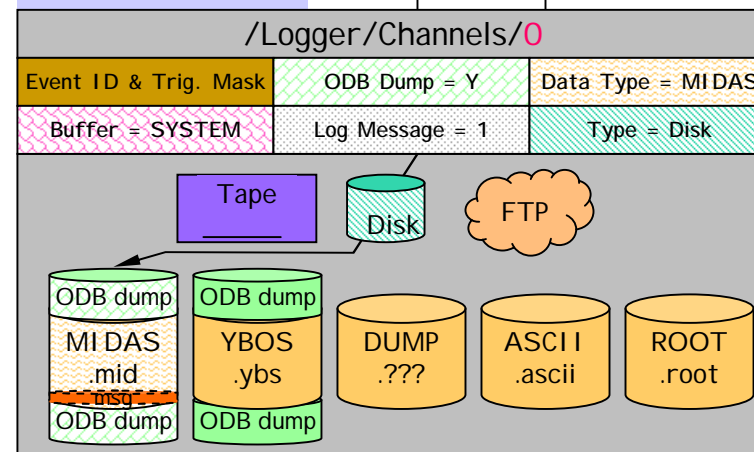 /Logger/Channels/0
Event ID & Trig. Mask
ODB Dump = Y
Data Type = MIDAS
Buffer = SYSTEM
Log Message = 1
Type = Disk
Tape
Disk
FTP
ODB dump
ODB dump
MIDAS
.mid
YBOS
.ybs
DUMP
.???
ASCII
.ascii
ROOT
.root
msg
ODB dump
ODB dump